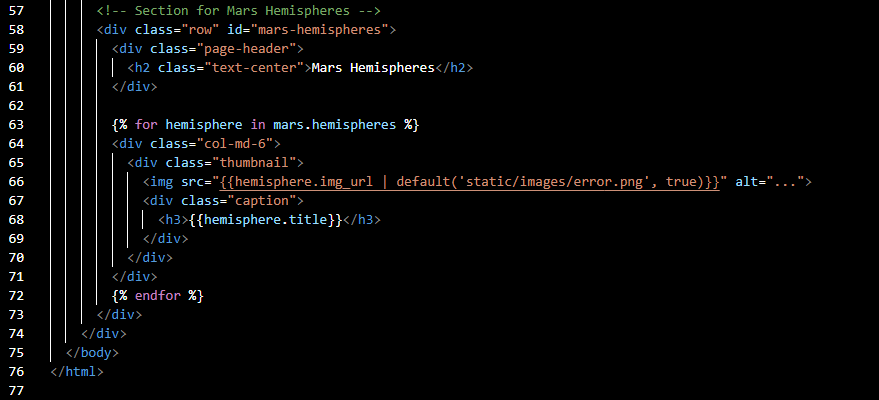 57 <!-- Section for Mars Hemispheres -->
58 <div class="row" id="mars-hemispheres">
59 <div class="page-header">
60 <h2 class="text-center">Mars Hemispheres</h2>
61 </div>
62
63 {% for hemisphere in mars.hemispheres %}
64 <div class="col-md-6">
65 <div class="thumbnail">
66 <img src="{{hemisphere.img_url | default('static/images/error.png', true)}}" alt="...">
67 <div class="caption">
68 <h3>{{hemisphere.title}}</h3>
69 </div>
70 </div>
71 </div>
72 {% endfor %}
73 </div>
74 </div>
75 </body>
76 </html>
77